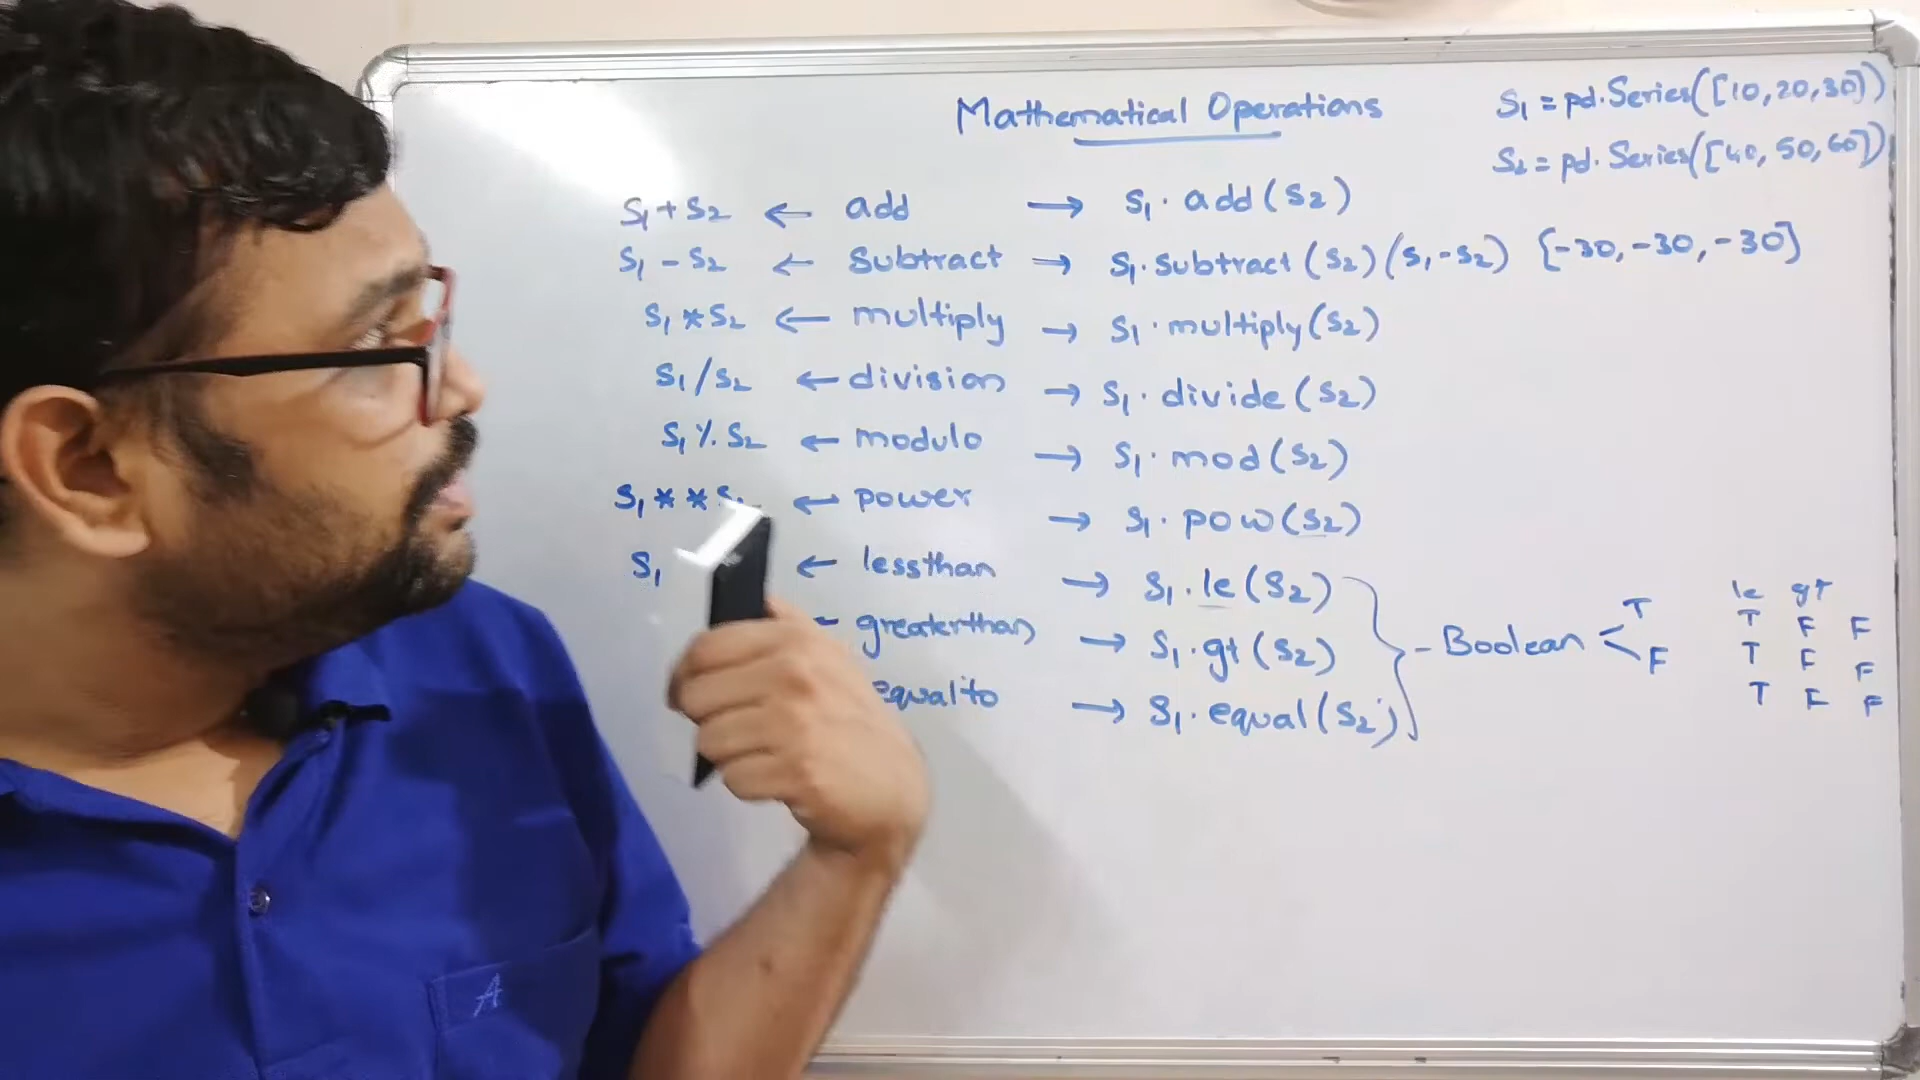 Mathematical Operations
S1 = pd.Series([10,20,30])
S2 = pd.Series([40,50,60])
S1+S2 ← add → S1.add(S2)
S1-S2 ← Subtract → S1.subtract(S2)(S1-S2) [-30,-30,-30]
S1*S2 ← multiply → S1.multiply(S2)
S1/S2 ← division → S1.divide(S2)
S1%S2 ← modulo → S1.mod(S2)
S1** ← power → S1.pow(S2)
S1 ← lessthan → S1.le(S2)
greaterthan → S1.gt(S2)
equalto → S1.equal(S2)
- Boolean < T
F
le gt
T F F
T F F
T F F
A